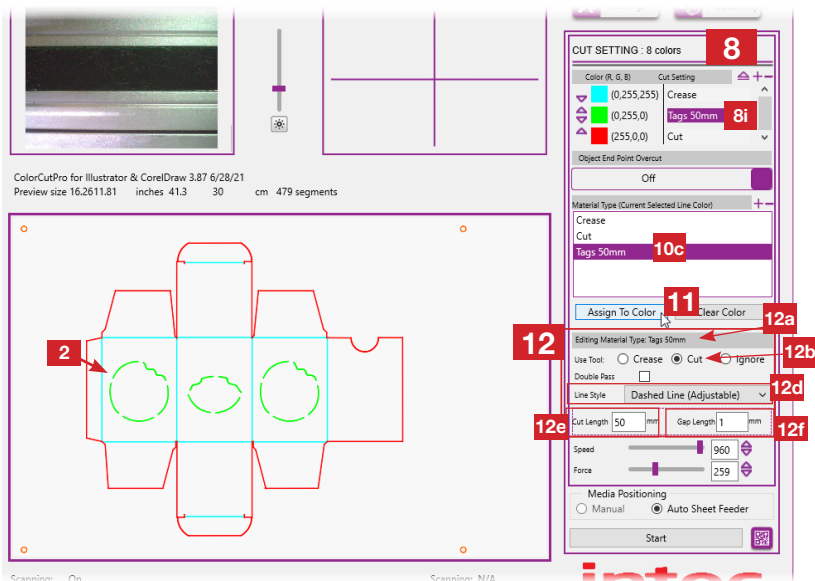 CUT SETTING : 8 colors
8
Color (R, G, B) Cut Setting
(0,255,255) Crease
(0,255,0) Tags 50mm 8i
(255,0,0) Cut
Object End Point Overcut
Off
ColorCutPro for Illustrator & CorelDraw 3.87 6/28/21
Preview size 16.2611.81 inches 41.3 30 cm 479 segments
Material Type (Current Selected Line Color)
Crease
Cut
Tags 50mm 10c
11
Assign To Color Clear Color
12
12a
Editing Material Type: Tags 50mm
2
Use Tool: Crease Cut Ignore
12b
Double Pass
12d
Line Style Dashed Line (Adjustable)
12e
Cut Length 50 mm Gap Length 1 mm
12f
Speed 960
Force 259
Media Positioning
Manual Auto Sheet Feeder
Start
Scanning: On Scanning: N/A
intec